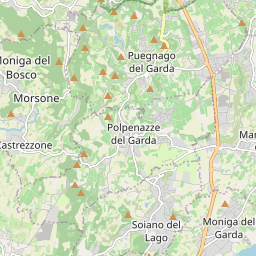 Puegnago
del Garda
Moniga del
Bosco
Morsone
Polpenazze
del Garda
Castrezzone
Soiano del
Lago
Moniga del
Garda